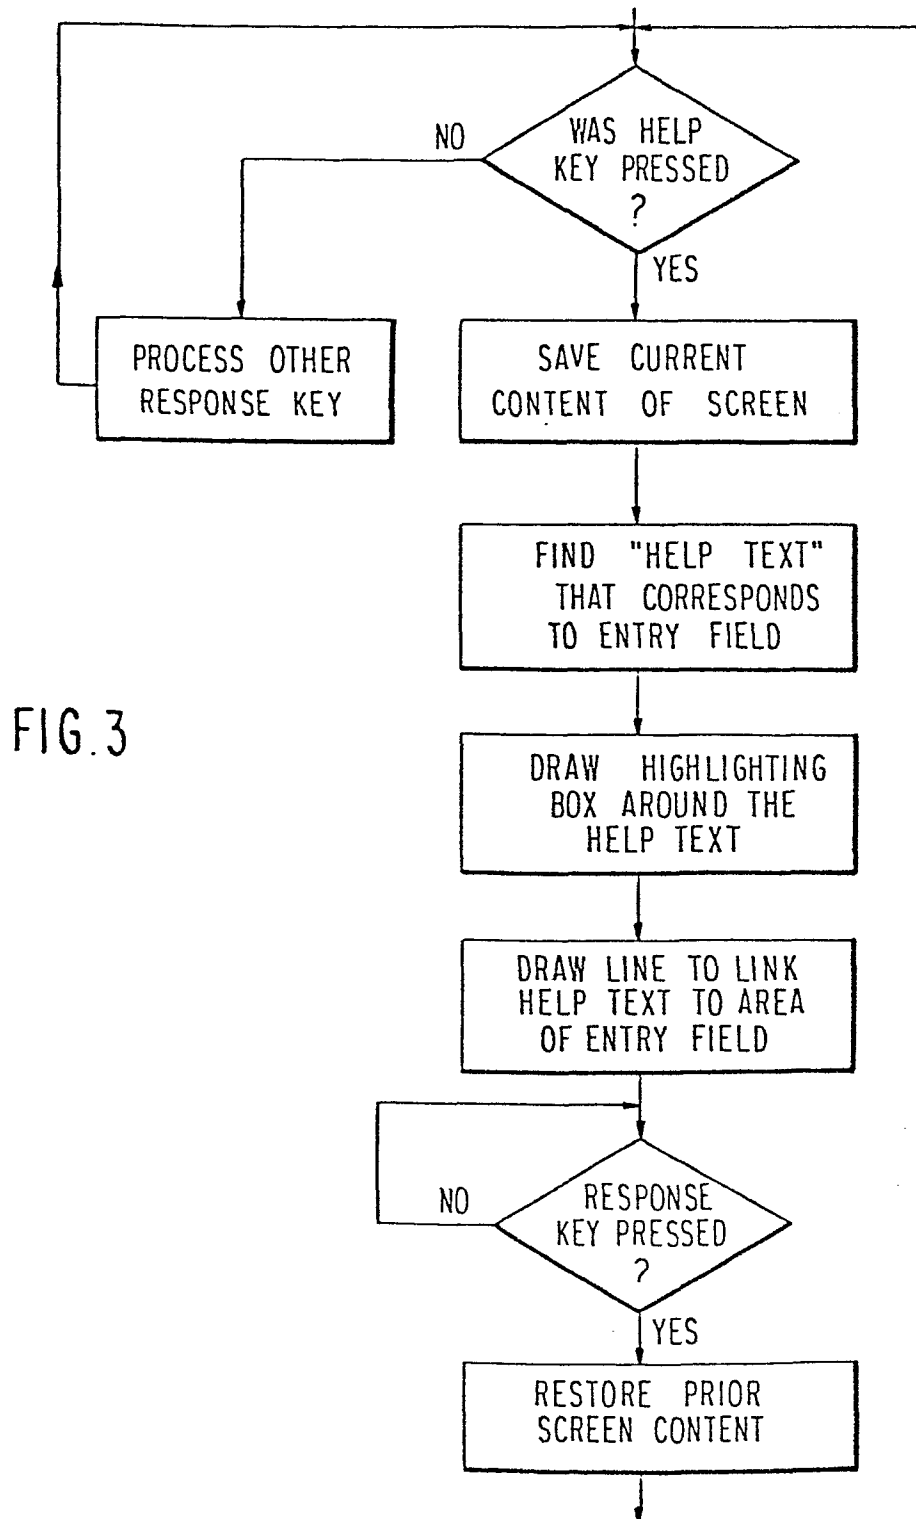 WAS HELP
KEY PRESSED
?
NO
YES
PROCESS OTHER
RESPONSE KEY
SAVE CURRENT
CONTENT OF SCREEN
FIND "HELP TEXT"
THAT CORRESPONDS
TO ENTRY FIELD
FIG.3
DRAW HIGHLIGHTING
BOX AROUND THE
HELP TEXT
DRAW LINE TO LINK
HELP TEXT TO AREA
OF ENTRY FIELD
NO
RESPONSE
KEY PRESSED
?
YES
RESTORE PRIOR
SCREEN CONTENT